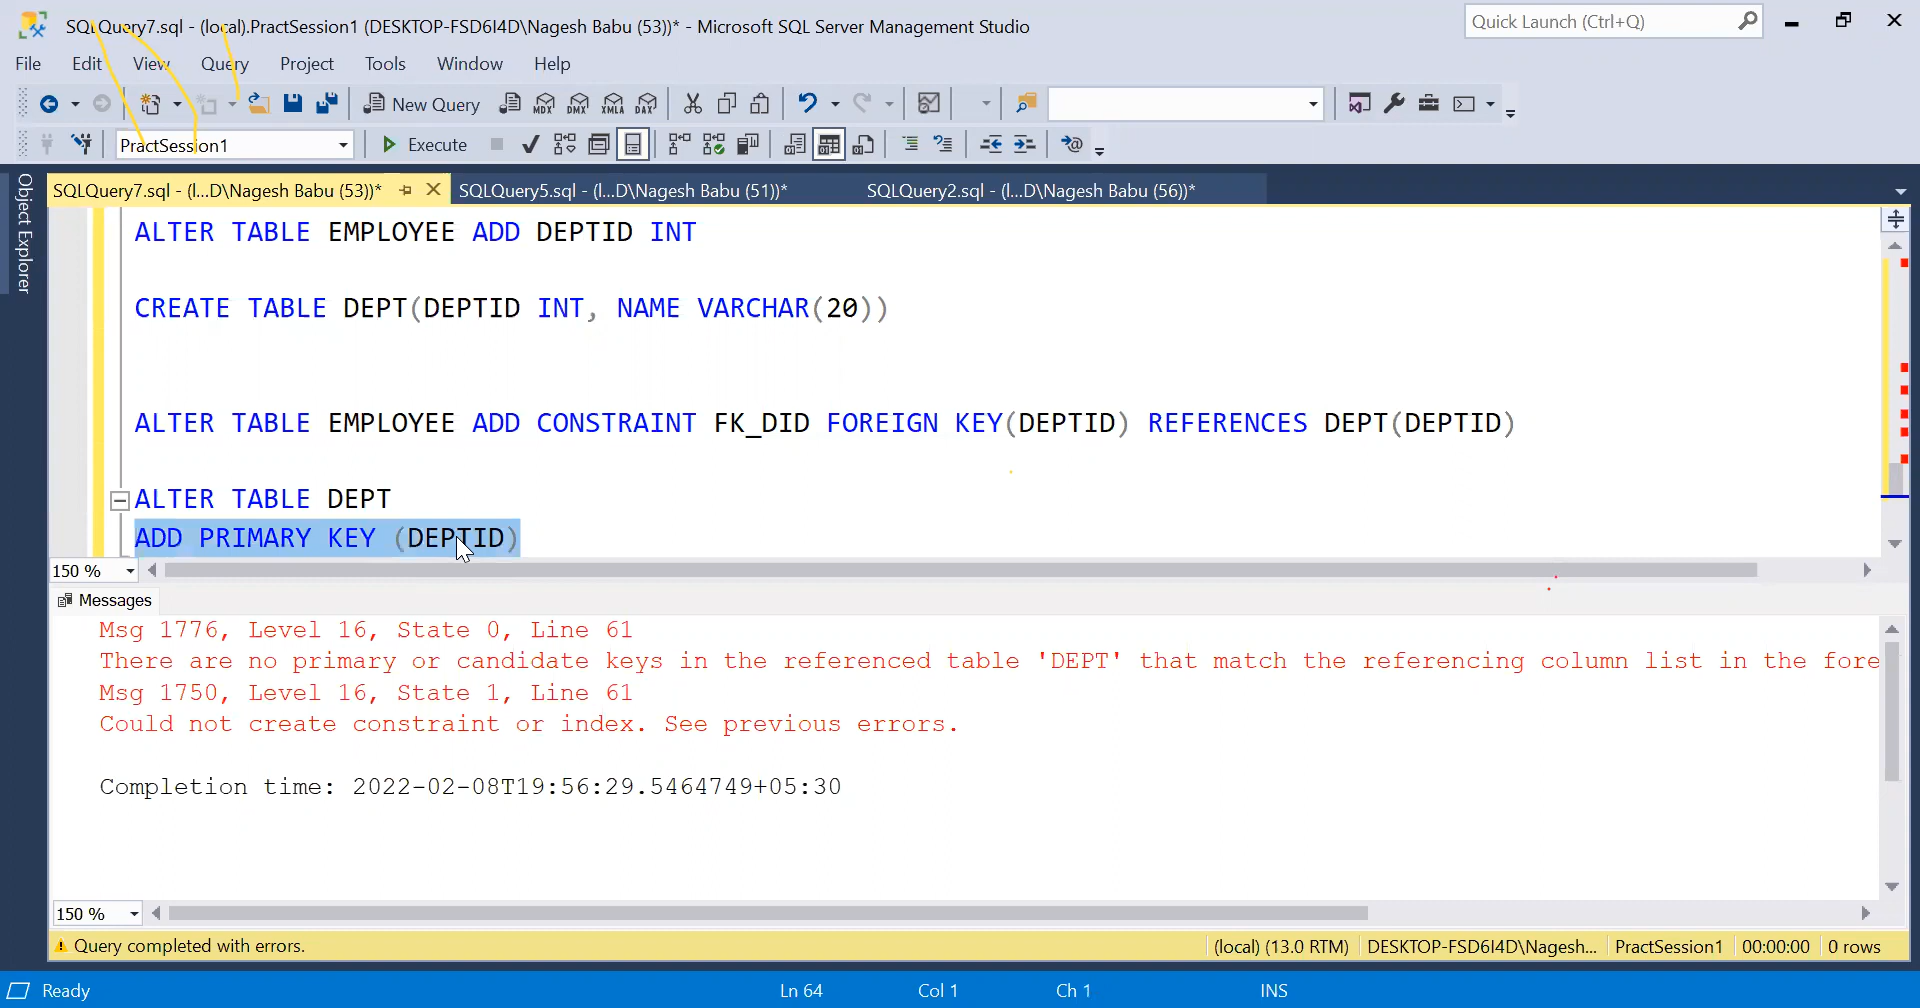 SQLQuery7.sql - (local).PractSession1 (DESKTOP-FSD6I4D\Nagesh Babu (53))* - Microsoft SQL Server Management Studio
Quick Launch (Ctrl+Q)
File Edit View Query Project Tools Window Help
New Query MDX DMX XMLA DAX
PractSession1 Execute
Object Explorer
SQLQuery7.sql - (l...D\Nagesh Babu (53))* SQLQuery5.sql - (l...D\Nagesh Babu (51))* SQLQuery2.sql - (l...D\Nagesh Babu (56))*
ALTER TABLE EMPLOYEE ADD DEPTID INT
CREATE TABLE DEPT(DEPTID INT, NAME VARCHAR(20))
ALTER TABLE EMPLOYEE ADD CONSTRAINT FK_DID FOREIGN KEY(DEPTID) REFERENCES DEPT(DEPTID)
ALTER TABLE DEPT
ADD PRIMARY KEY (DEPTID)
150 %
Messages
Msg 1776, Level 16, State 0, Line 61
There are no primary or candidate keys in the referenced table 'DEPT' that match the referencing column list in the fore
Msg 1750, Level 16, State 1, Line 61
Could not create constraint or index. See previous errors.
Completion time: 2022-02-08T19:56:29.5464749+05:30
150 %
Query completed with errors. (local) (13.0 RTM) DESKTOP-FSD6I4D\Nagesh... PractSession1 00:00:00 0 rows
Ready Ln 64 Col 1 Ch 1 INS